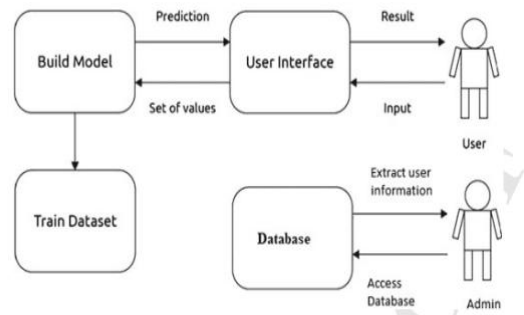 Prediction
Result
Build Model
User Interface
Set of values
Input
User
Extract user
information
Train Dataset
Database
Access
Database
Admin